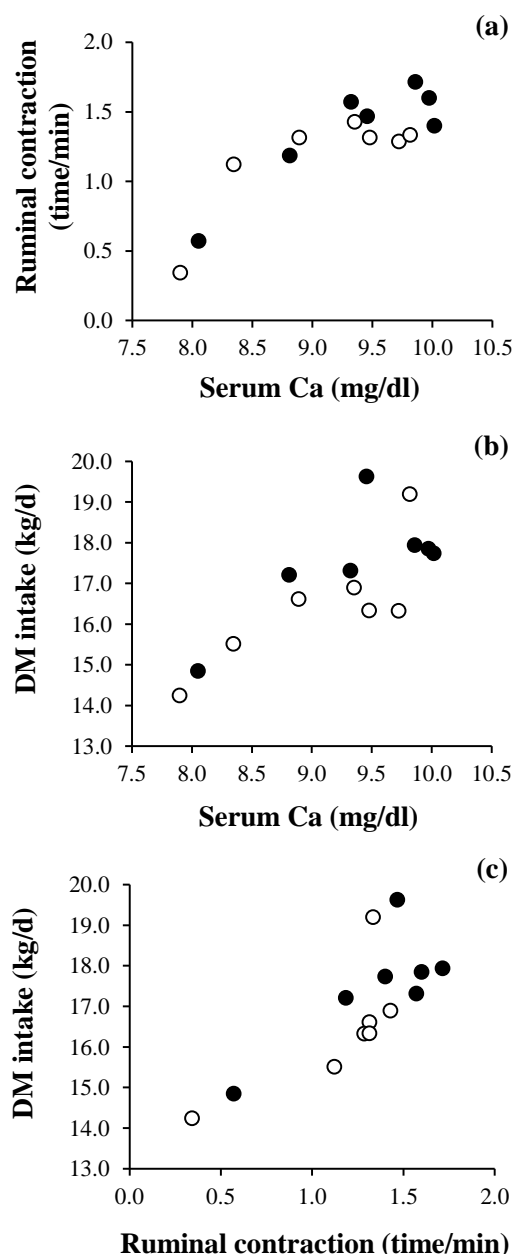 (a)
Ruminal contraction
(time/min)
2.0
1.5
1.0
0.5
0.0
7.5 8.0 8.5 9.0 9.5 10.0 10.5
Serum Ca (mg/dl)
(b)
DM intake (kg/d)
20.0
19.0
18.0
17.0
16.0
15.0
14.0
13.0
7.5 8.0 8.5 9.0 9.5 10.0 10.5
Serum Ca (mg/dl)
(c)
DM intake (kg/d)
20.0
19.0
18.0
17.0
16.0
15.0
14.0
13.0
0.0 0.5 1.0 1.5 2.0
Ruminal contraction (time/min)